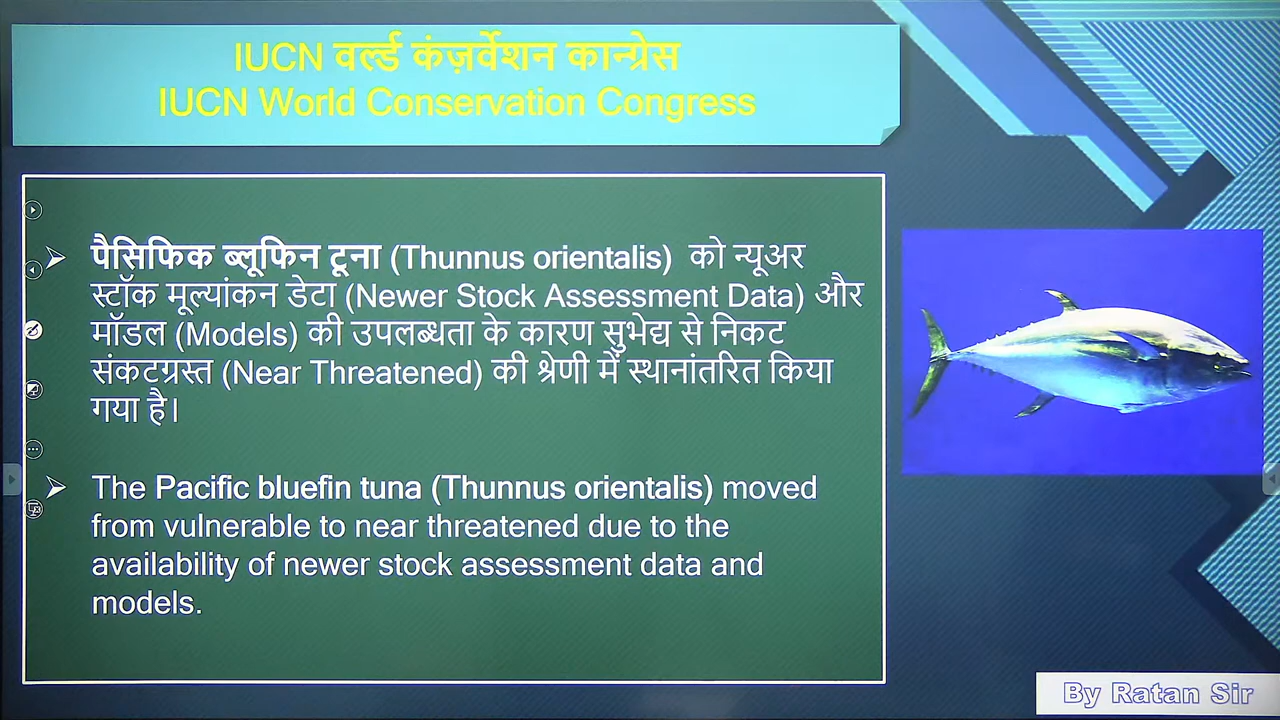 IUCN वर्ल्ड कंज़र्वेशन कान्ग्रेस
IUCN World Conservation Congress
➢ पैसिफिक ब्लूफिन टूना (Thunnus orientalis) को न्यूअर
स्टॉक मूल्यांकन डेटा (Newer Stock Assessment Data) और
मॉडल (Models) की उपलब्धता के कारण सुभेद्य से निकट
संकटग्रस्त (Near Threatened) की श्रेणी में स्थानांतरित किया
गया है।
➢ The Pacific bluefin tuna (Thunnus orientalis) moved
from vulnerable to near threatened due to the
availability of newer stock assessment data and
models.
By Ratan Sir